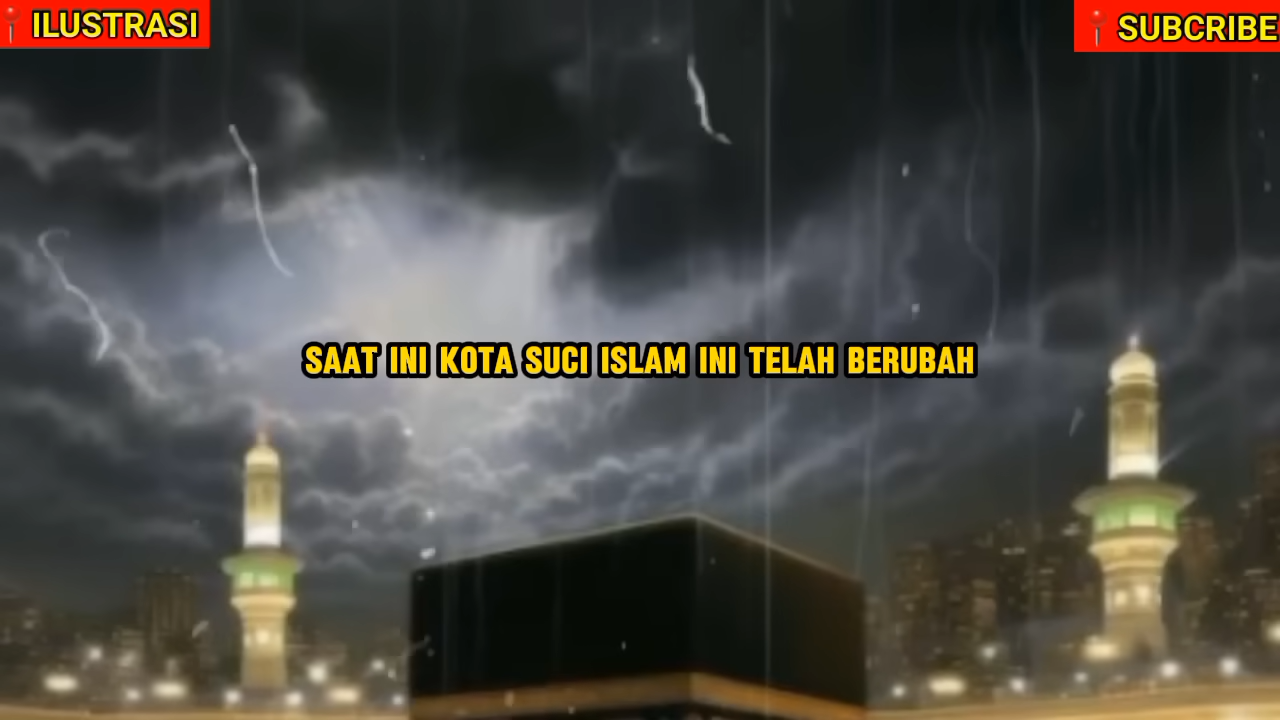 ILUSTRASI
SUBCRIBE
SAAT INI KOTA SUCI ISLAM INI TELAH BERUBAH